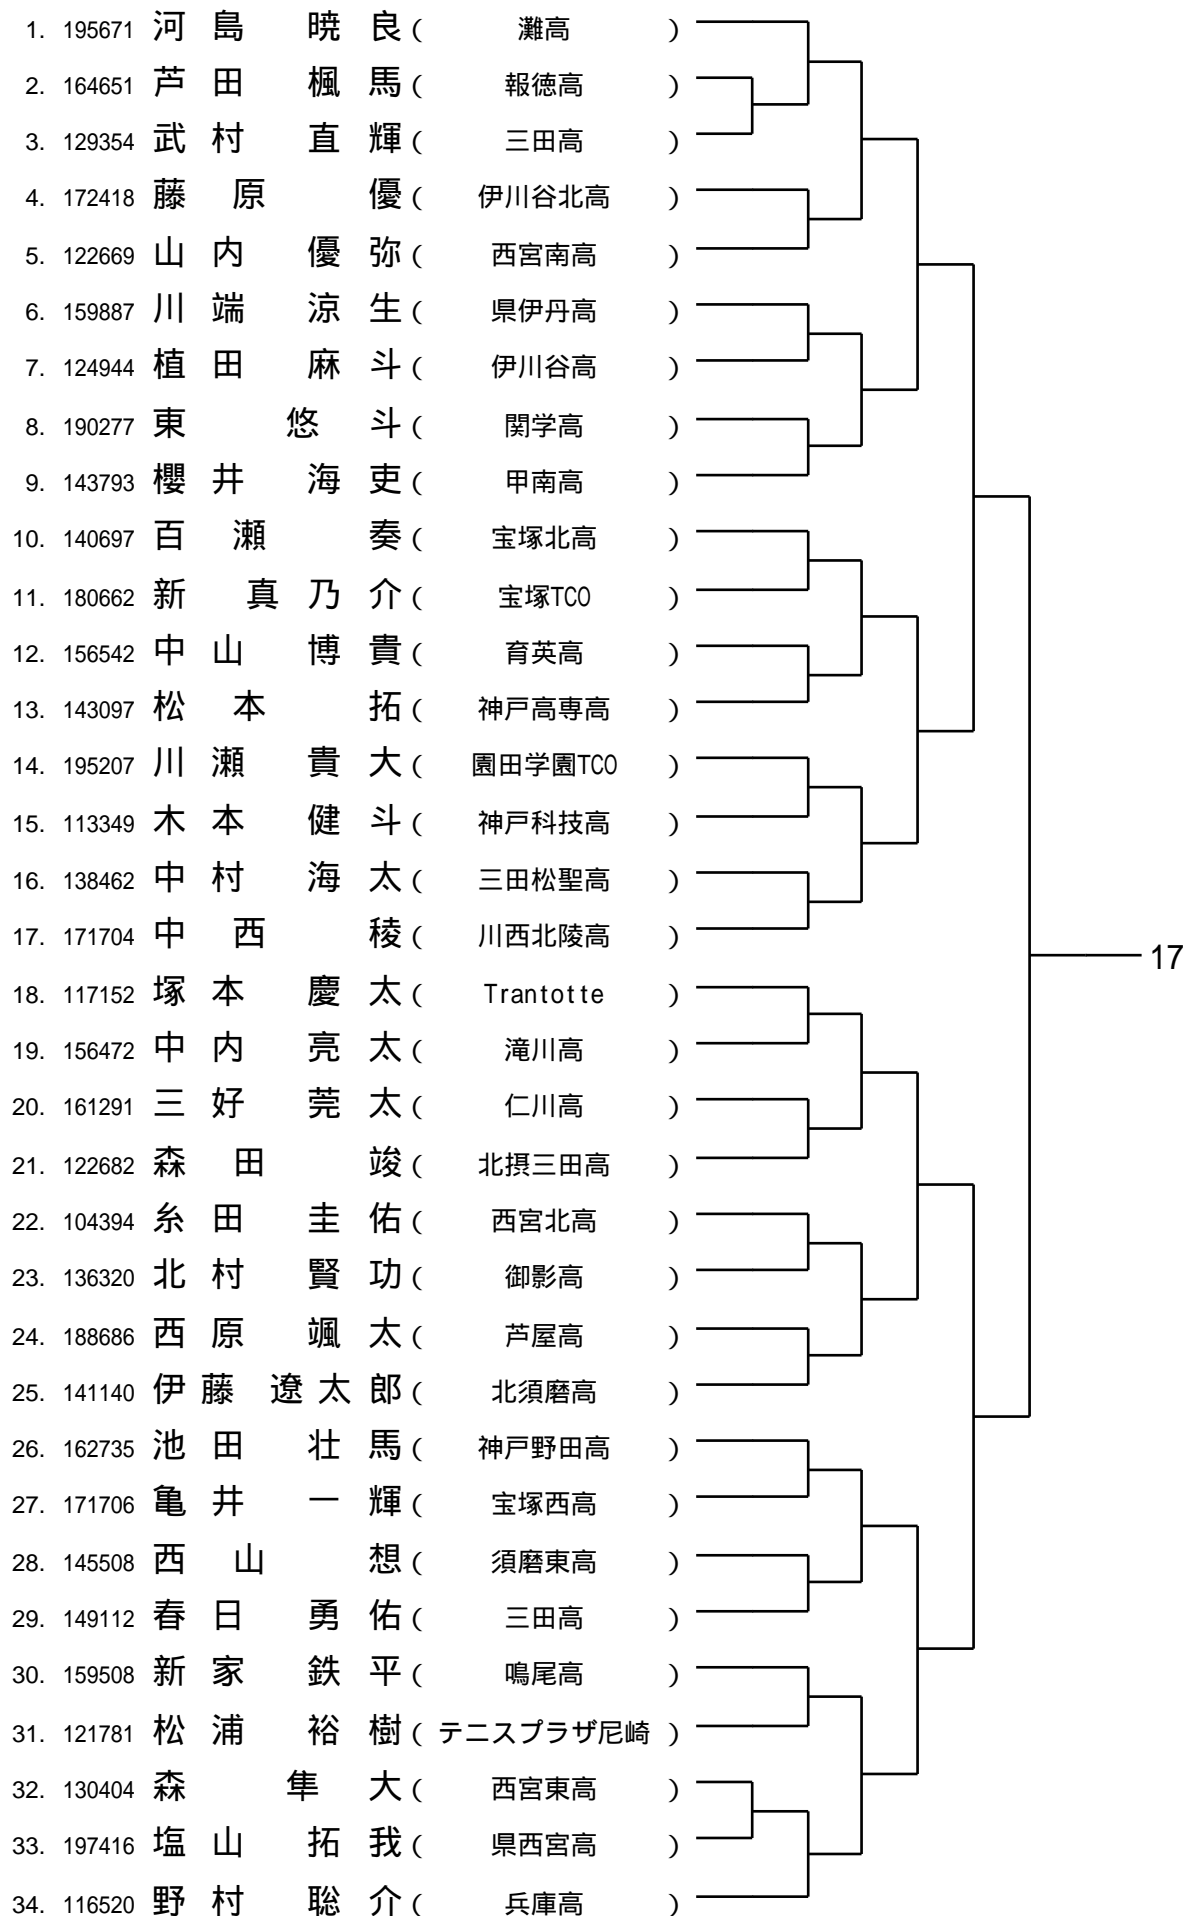 1. 195671 河島 暁良 ( 灘高 )
2. 164651 芦田 楓馬 ( 報徳高 )
3. 129354 武村 直輝 ( 三田高 )
4. 172418 藤原 優 ( 伊川谷北高 )
5. 122669 山内 優弥 ( 西宮南高 )
6. 159887 川端 涼生 ( 県伊丹高 )
7. 124944 植田 麻斗 ( 伊川谷高 )
8. 190277 東 悠斗 ( 関学高 )
9. 143793 櫻井 海吏 ( 甲南高 )
10. 140697 百瀬 奏 ( 宝塚北高 )
11. 180662 新 真乃介 ( 宝塚TCO )
12. 156542 中山 博貴 ( 育英高 )
13. 143097 松本 拓 ( 神戸高専高 )
14. 195207 川瀬 貴大 ( 園田学園TCO )
15. 113349 木本 健斗 ( 神戸科技高 )
16. 138462 中村 海太 ( 三田松聖高 )
17. 171704 中西 稜 ( 川西北陵高 )
17
18. 117152 塚本 慶太 ( Trantotte )
19. 156472 中内 亮太 ( 滝川高 )
20. 161291 三好 莞太 ( 仁川高 )
21. 122682 森田 竣 ( 北摂三田高 )
22. 104394 糸田 圭佑 ( 西宮北高 )
23. 136320 北村 賢功 ( 御影高 )
24. 188686 西原 颯太 ( 芦屋高 )
25. 141140 伊藤 遼太郎 ( 北須磨高 )
26. 162735 池田 壮馬 ( 神戸野田高 )
27. 171706 亀井 一輝 ( 宝塚西高 )
28. 145508 西山 想 ( 須磨東高 )
29. 149112 春日 勇佑 ( 三田高 )
30. 159508 新家 鉄平 ( 鳴尾高 )
31. 121781 松浦 裕樹 ( テニスプラザ尼崎 )
32. 130404 森 隼大 ( 西宮東高 )
33. 197416 塩山 拓我 ( 県西宮高 )
34. 116520 野村 聡介 ( 兵庫高 )